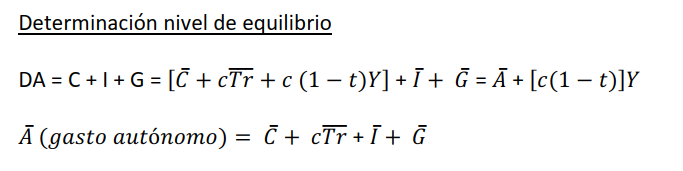 Determinación nivel de equilibrio
DA = C + I + G = [C̄ + cT̅r̅ + c (1 − t)Y] + Ī + Ḡ = Ā + [c(1 − t)]Y
Ā (gasto autónomo) = C̄ + cT̅r̅ + Ī + Ḡ